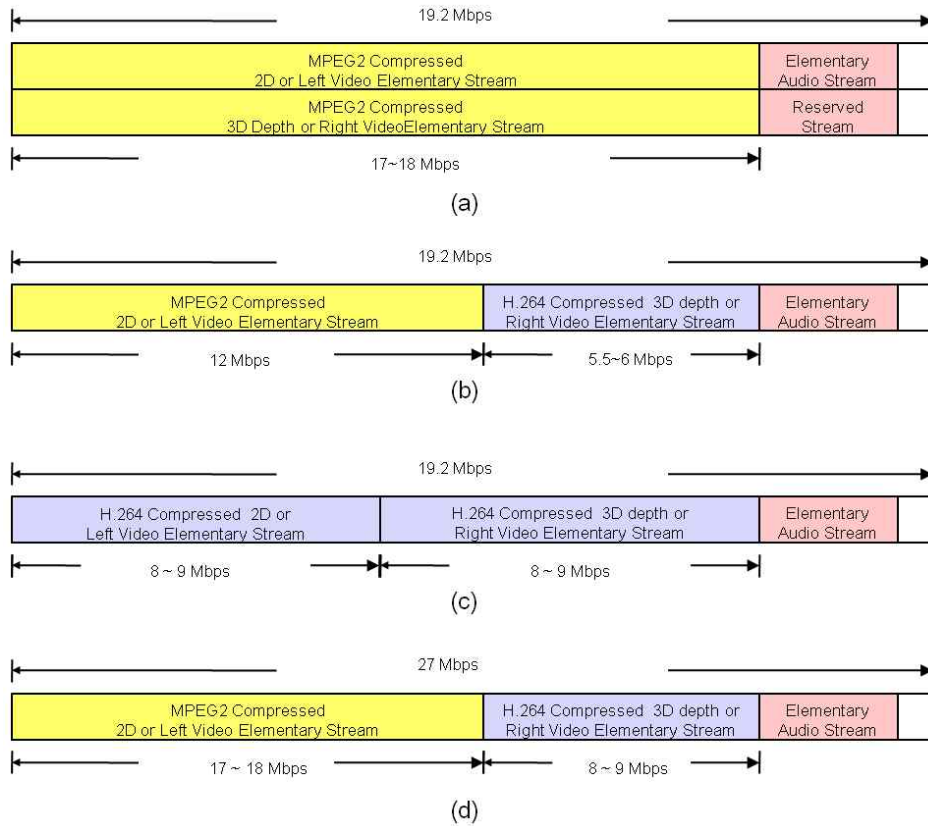 19.2 Mbps
MPEG2 Compressed
2D or Left Video Elementary Stream
Elementary
Audio Stream
MPEG2 Compressed
3D Depth or Right VideoElementary Stream
Reserved
Stream
17~18 Mbps
(a)
19.2 Mbps
MPEG2 Compressed
2D or Left Video Elementary Stream
H.264 Compressed 3D depth or
Right Video Elementary Stream
Elementary
Audio Stream
12 Mbps
5.5~6 Mbps
(b)
19.2 Mbps
H.264 Compressed 2D or
Left Video Elementary Stream
H.264 Compressed 3D depth or
Right Video Elementary Stream
Elementary
Audio Stream
8 ~ 9 Mbps
8 ~ 9 Mbps
(c)
27 Mbps
MPEG2 Compressed
2D or Left Video Elementary Stream
H.264 Compressed 3D depth or
Right Video Elementary Stream
Elementary
Audio Stream
17 ~ 18 Mbps
8 ~ 9 Mbps
(d)